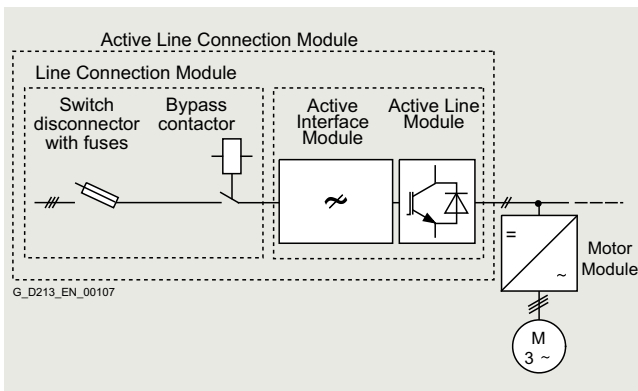 Active Line Connection Module
Line Connection Module
Switch
disconnector
with fuses
Bypass
contactor
Active
Interface
Module
Active Line
Module
=
~
Motor
Module
M
3 ~
G_D213_EN_00107